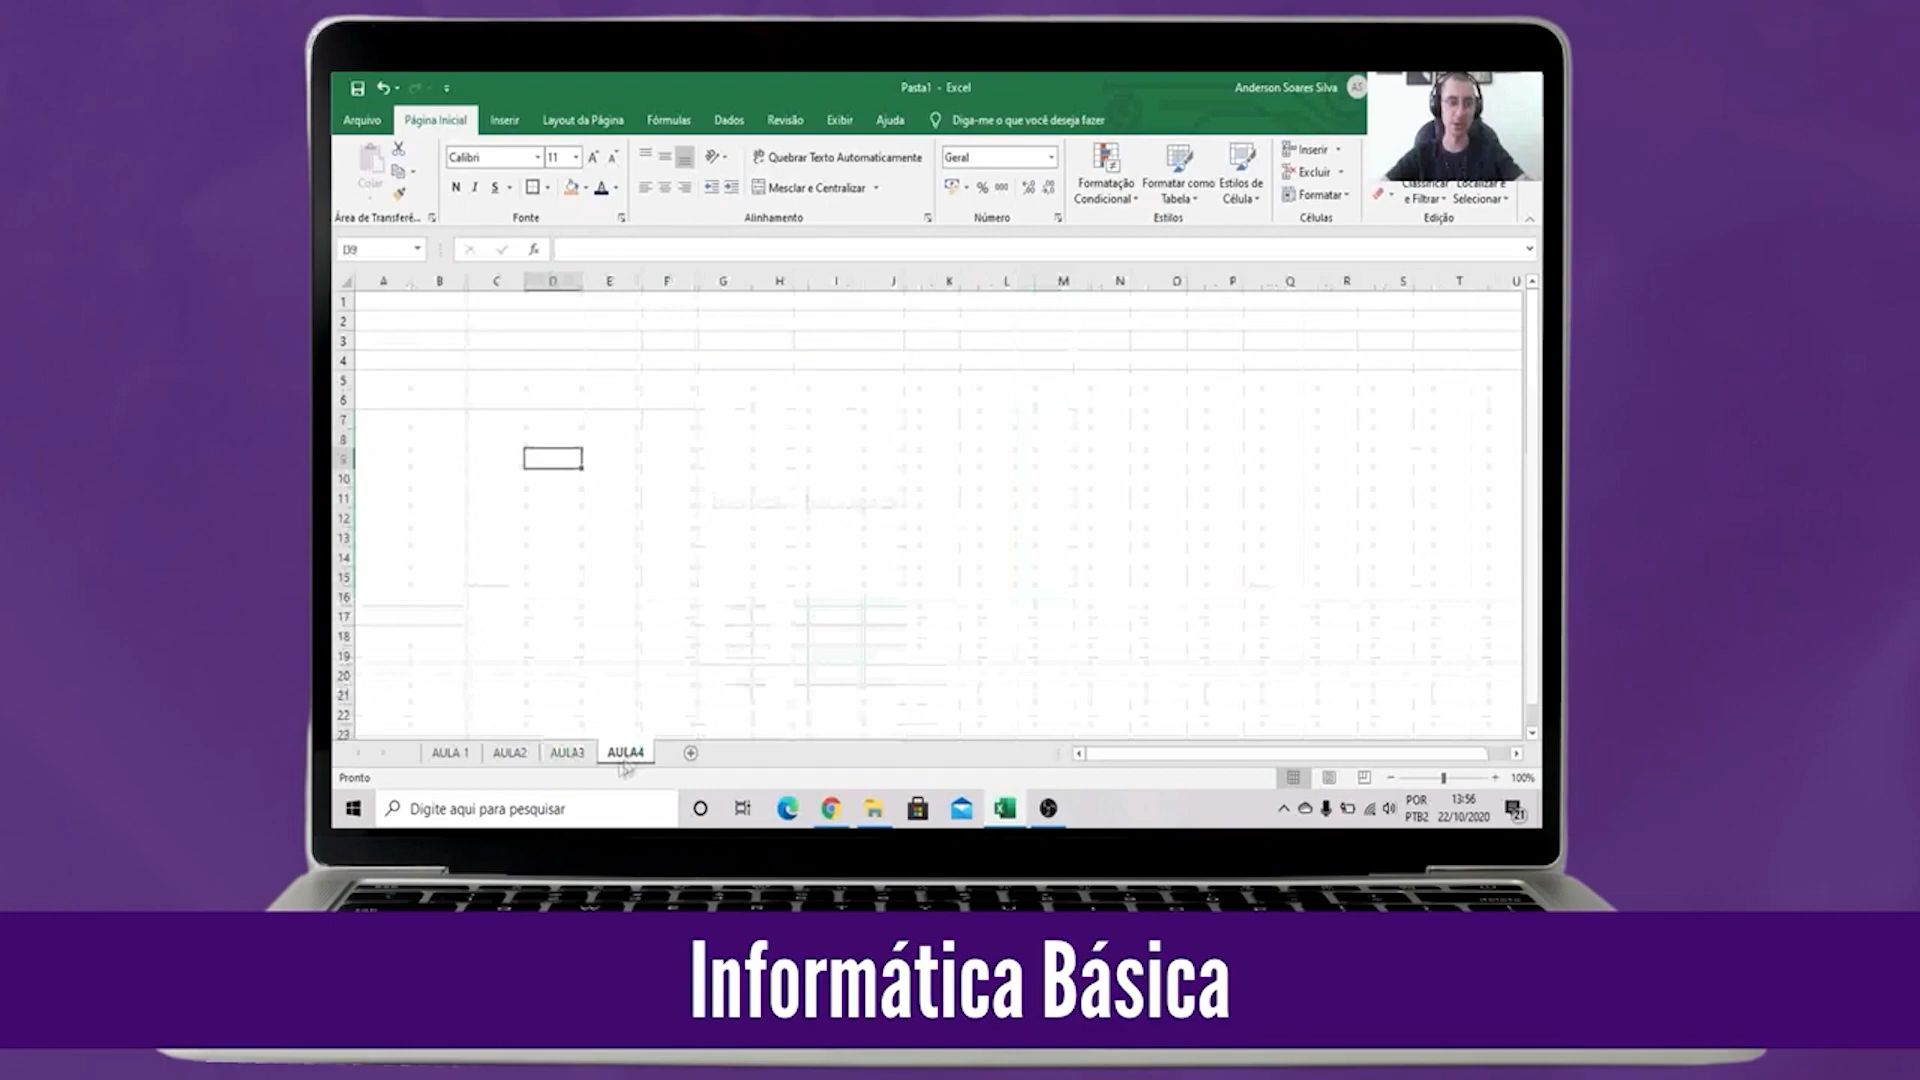 Pasta1 - Excel
Anderson Soares Silva
AS
Arquivo
Página Inicial
Inserir
Layout da Página
Fórmulas
Dados
Revisão
Exibir
Ajuda
Diga-me o que você deseja fazer
Colar
Calibri
11
N I S
Quebrar Texto Automaticamente
Mesclar e Centralizar
Geral
% 000
Formatação Condicional
Formatar como Tabela
Estilos de Célula
Inserir
Excluir
Formatar
Classificar e Filtrar
Localizar e Selecionar
Área de Transferê...
Fonte
Alinhamento
Número
Estilos
Células
Edição
D9
fx
A B C D E F G H I J K L M N O P Q R S T U
1
2
3
4
5
6
7
8
9
10
11
12
13
14
15
16
17
18
19
20
21
22
23
AULA 1
AULA2
AULA3
AULA4
Pronto
100%
Digite aqui para pesquisar
POR
PTB2
13:56
22/10/2020
21
Informática Básica